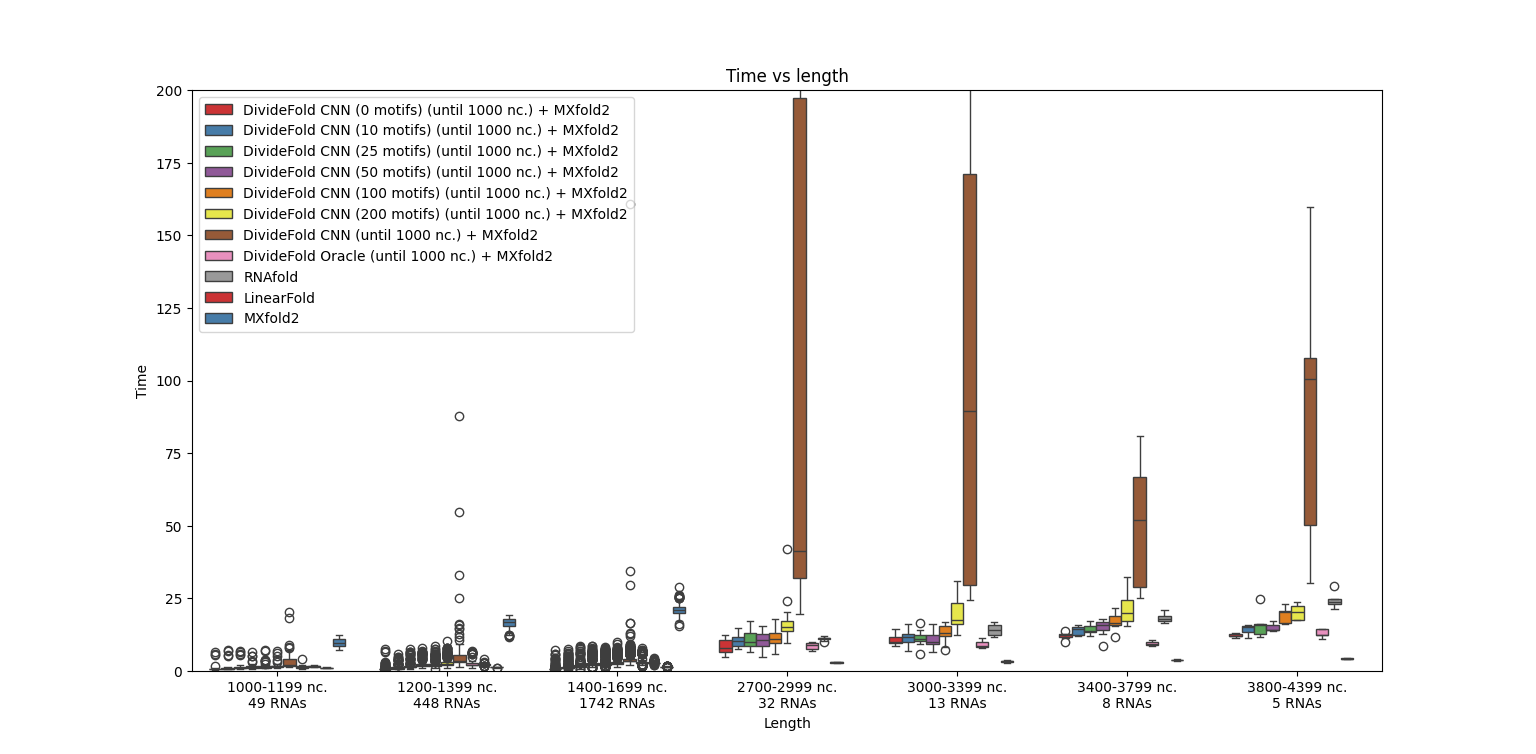 Time vs length
200
175
150
125
100
75
50
25
0
Time
DivideFold CNN (0 motifs) (until 1000 nc.) + MXfold2
DivideFold CNN (10 motifs) (until 1000 nc.) + MXfold2
DivideFold CNN (25 motifs) (until 1000 nc.) + MXfold2
DivideFold CNN (50 motifs) (until 1000 nc.) + MXfold2
DivideFold CNN (100 motifs) (until 1000 nc.) + MXfold2
DivideFold CNN (200 motifs) (until 1000 nc.) + MXfold2
DivideFold CNN (until 1000 nc.) + MXfold2
DivideFold Oracle (until 1000 nc.) + MXfold2
RNAfold
LinearFold
MXfold2
1000-1199 nc. 1200-1399 nc. 1400-1699 nc. 2700-2999 nc. 3000-3399 nc. 3400-3799 nc. 3800-4399 nc.
49 RNAs 448 RNAs 1742 RNAs 32 RNAs 13 RNAs 8 RNAs 5 RNAs
Length